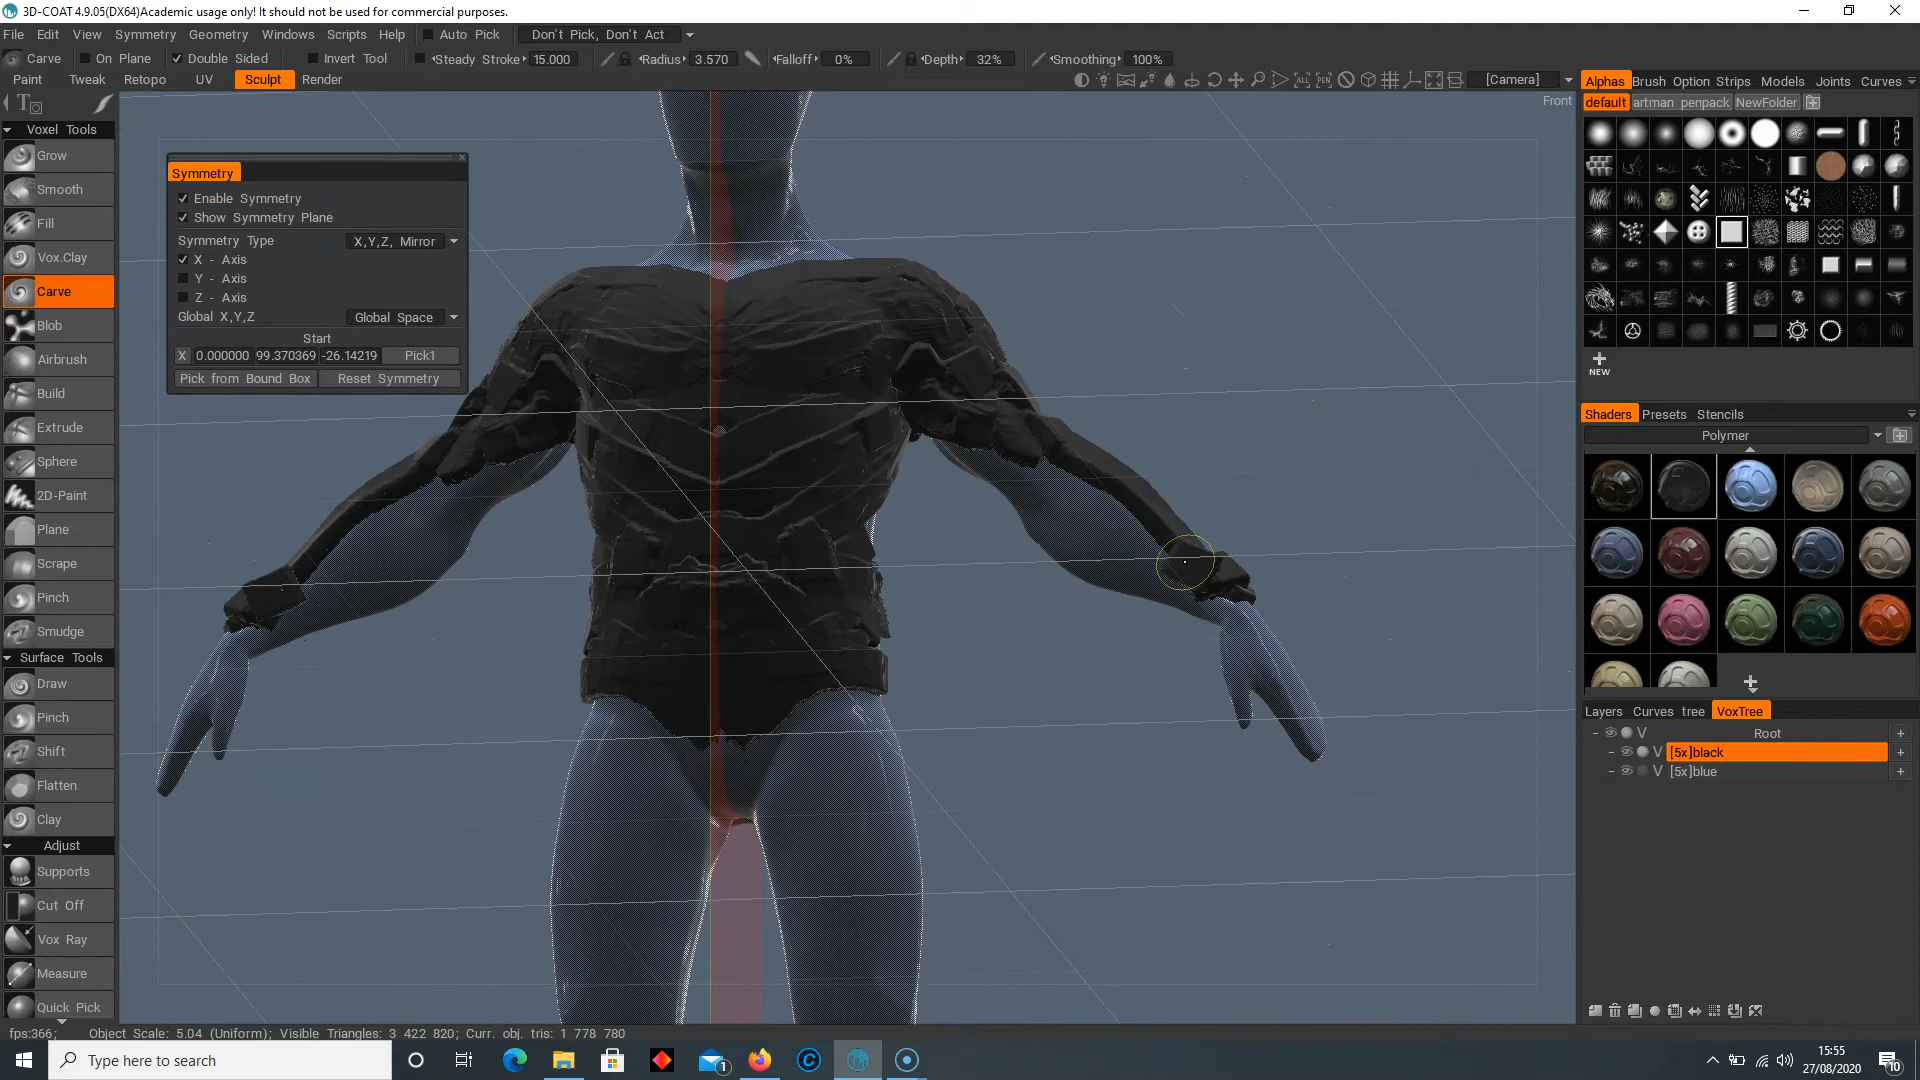 3D-COAT 4.9.05(DX64)Academic usage only! It should not be used for commercial purposes.
File Edit View Symmetry Geometry Windows Scripts Help Auto Pick Don't Pick, Don't Act
Carve On Plane Double Sided Invert Tool Steady Stroke 15.000 Radius 3.570 Falloff 0% Depth 32% Smoothing 100%
Paint Tweak Retopo UV Sculpt Render [Camera]
Alphas Brush Option Strips Models Joints Curves
default artman penpack NewFolder
Front
Voxel Tools
Grow
Smooth
Fill
Vox.Clay
Carve
Blob
Airbrush
Build
Extrude
Sphere
2D-Paint
Plane
Scrape
Pinch
Smudge
Surface Tools
Draw
Pinch
Shift
Flatten
Clay
Adjust
Supports
Cut Off
Vox Ray
Measure
Quick Pick
Symmetry
Enable Symmetry
Show Symmetry Plane
Symmetry Type X,Y,Z, Mirror
X - Axis
Y - Axis
Z - Axis
Global X,Y,Z Global Space
Start
X 0.000000 99.370369 -26.14219 Pick1
Pick from Bound Box Reset Symmetry
NEW
Shaders Presets Stencils
Polymer
Layers Curves tree VoxTree
V Root
V [5x]black
V [5x]blue
fps:366; Object Scale: 5.04 (Uniform); Visible Triangles: 3 422 820; Curr. obj. tris: 1 778 780
Type here to search
1
15:55
27/08/2020
10